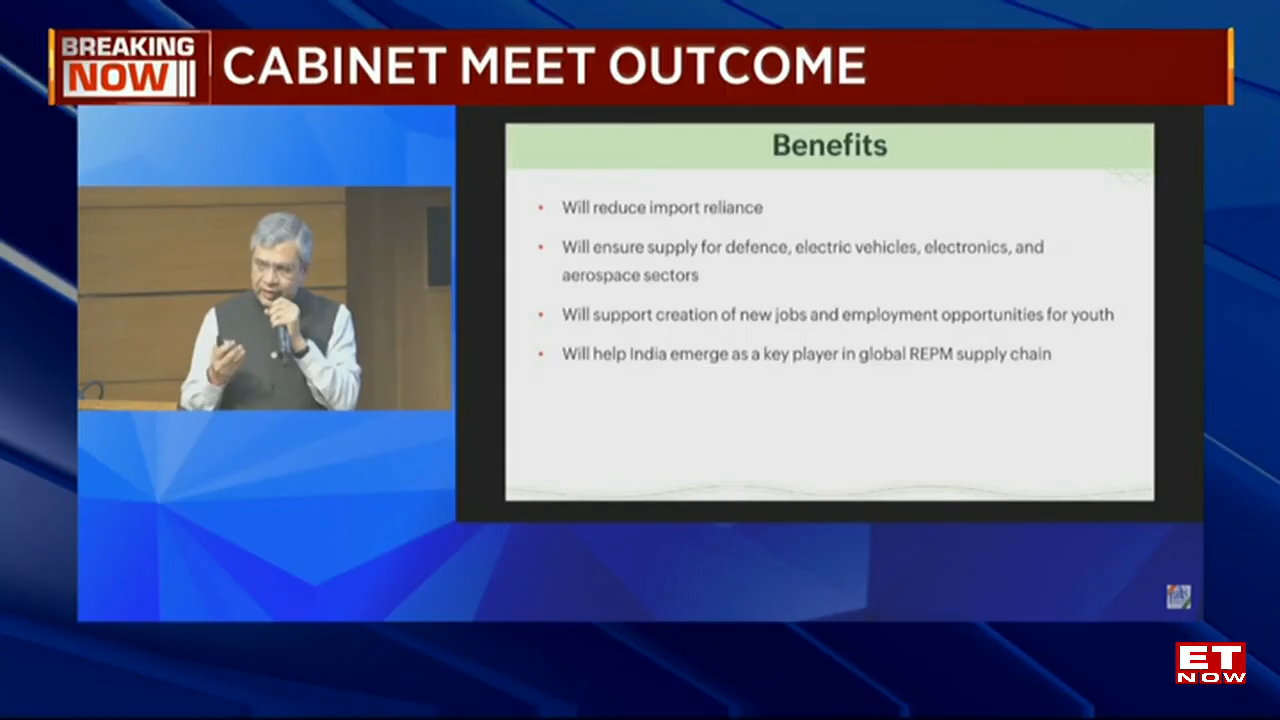 BREAKING
NOW
CABINET MEET OUTCOME
Benefits
• Will reduce import reliance
• Will ensure supply for defence, electric vehicles, electronics, and
aerospace sectors
• Will support creation of new jobs and employment opportunities for youth
• Will help India emerge as a key player in global REPM supply chain
ET
NOW